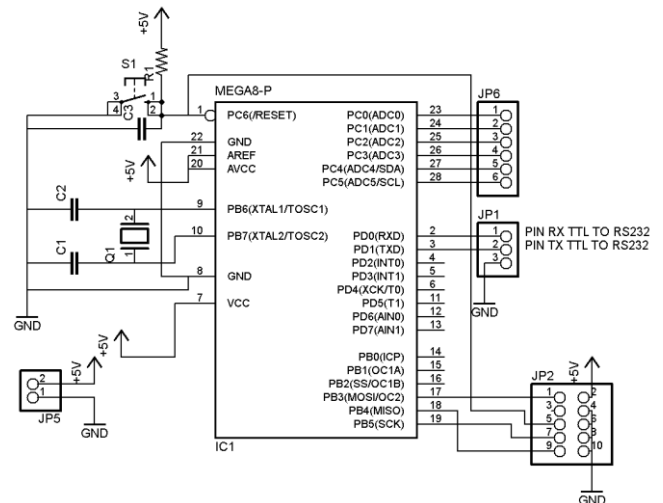 +5V
S1
R1
3
4
1
2
C3
1
MEGA8-P
PC6(/RESET)
22
GND
21
AREF
20
AVCC
+5V
C2
9
PB6(XTAL1/TOSC1)
2
Q1
1
C1
10
PB7(XTAL2/TOSC2)
8
GND
7
VCC
GND
+5V
PC0(ADC0)
23
PC1(ADC1)
24
PC2(ADC2)
25
PC3(ADC3)
26
PC4(ADC4/SDA)
27
PC5(ADC5/SCL)
28
JP6
1
2
3
4
5
6
PD0(RXD)
2
PD1(TXD)
3
PD2(INT0)
4
PD3(INT1)
5
PD4(XCK/T0)
6
PD5(T1)
11
PD6(AIN0)
12
PD7(AIN1)
13
JP1
1
PIN RX TTL TO RS232
2
PIN TX TTL TO RS232
3
GND
PB0(ICP)
14
PB1(OC1A)
15
PB2(SS/OC1B)
16
PB3(MOSI/OC2)
17
PB4(MISO)
18
PB5(SCK)
19
IC1
+5V
2
1
JP5
GND
JP2
+5V
1
2
3
4
5
6
7
8
9
10
GND